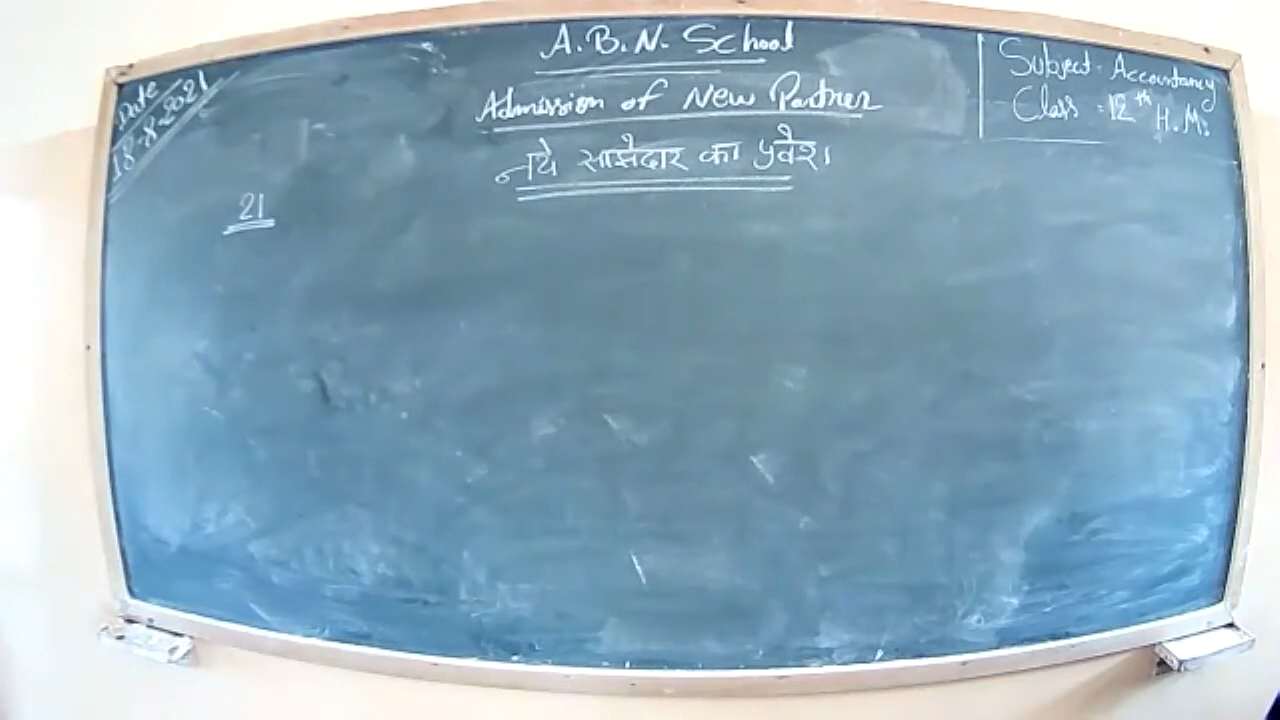 A.B.N. School
Date
18-8-2021
Subject - Accountancy
Class = 12th H.M.
Admission of New Partner
नये साझेदार का प्रवेश।
21